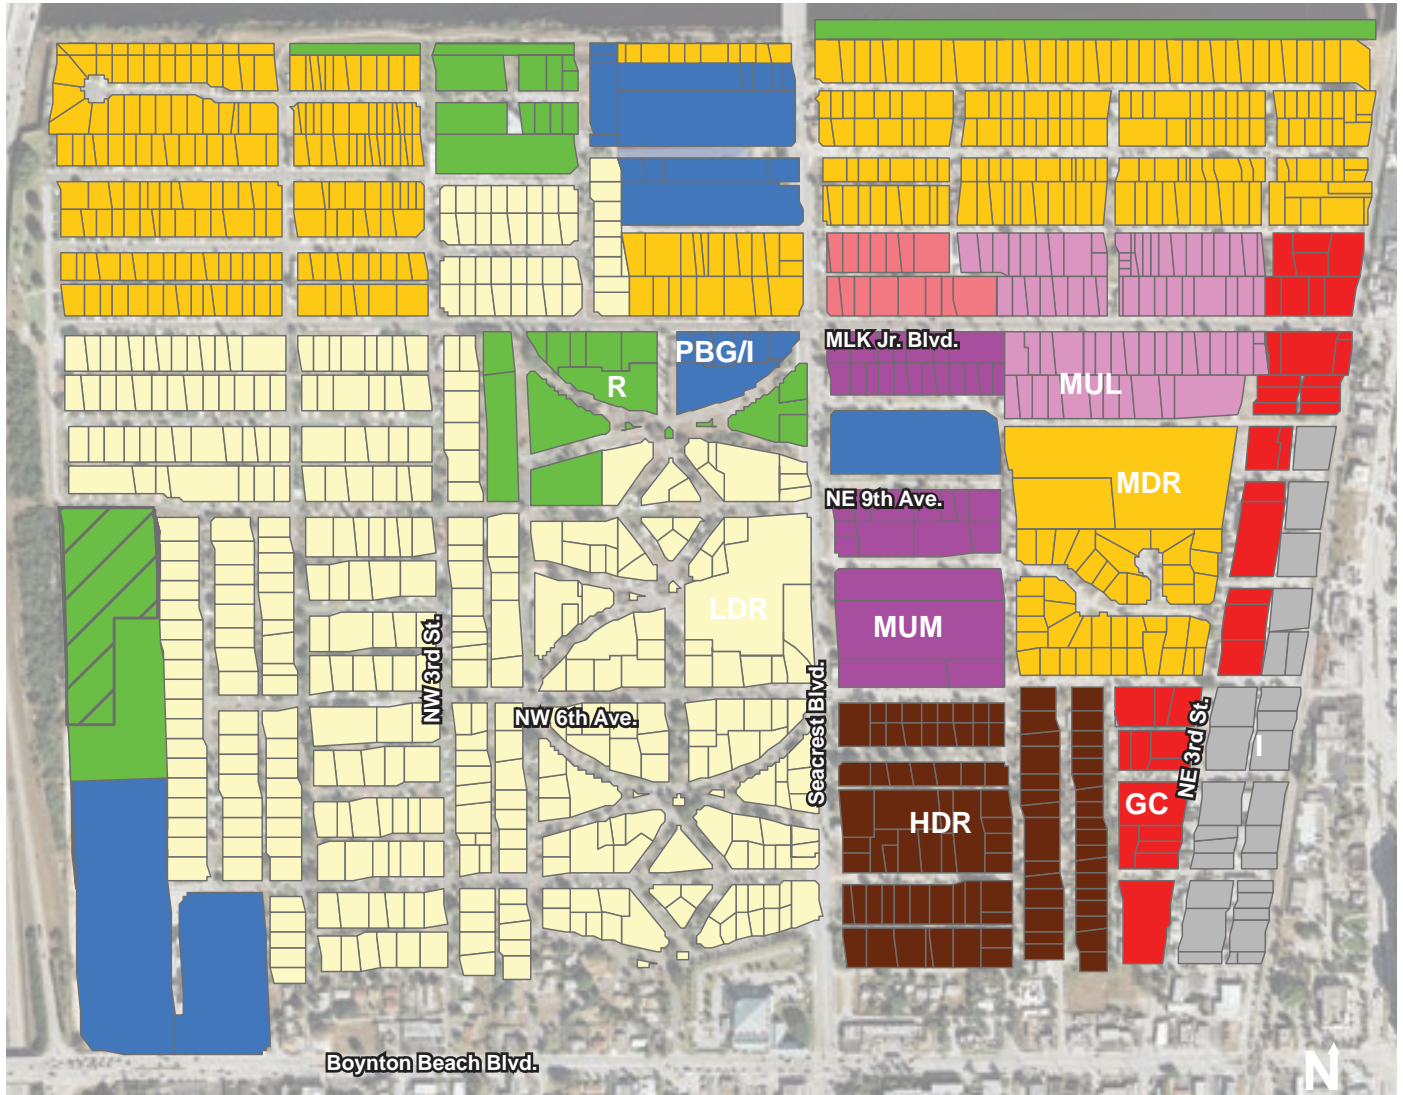 MLK Jr. Blvd.
PBG/I
R
MUL
MDR
NE 9th Ave.
LDR
MUM
NW 3rd St.
Seacrest Blvd.
NW 6th Ave.
NE 3rd St.
I
GC
HDR
Boynton Beach Blvd.
N